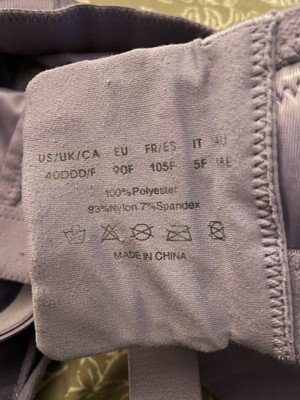 US/UK/CA EU FR/ES IT AU
40DDD/F 90F 105F 5F 18E
100%Polyester
93%Nylon 7%Spandex
MADE IN CHINA